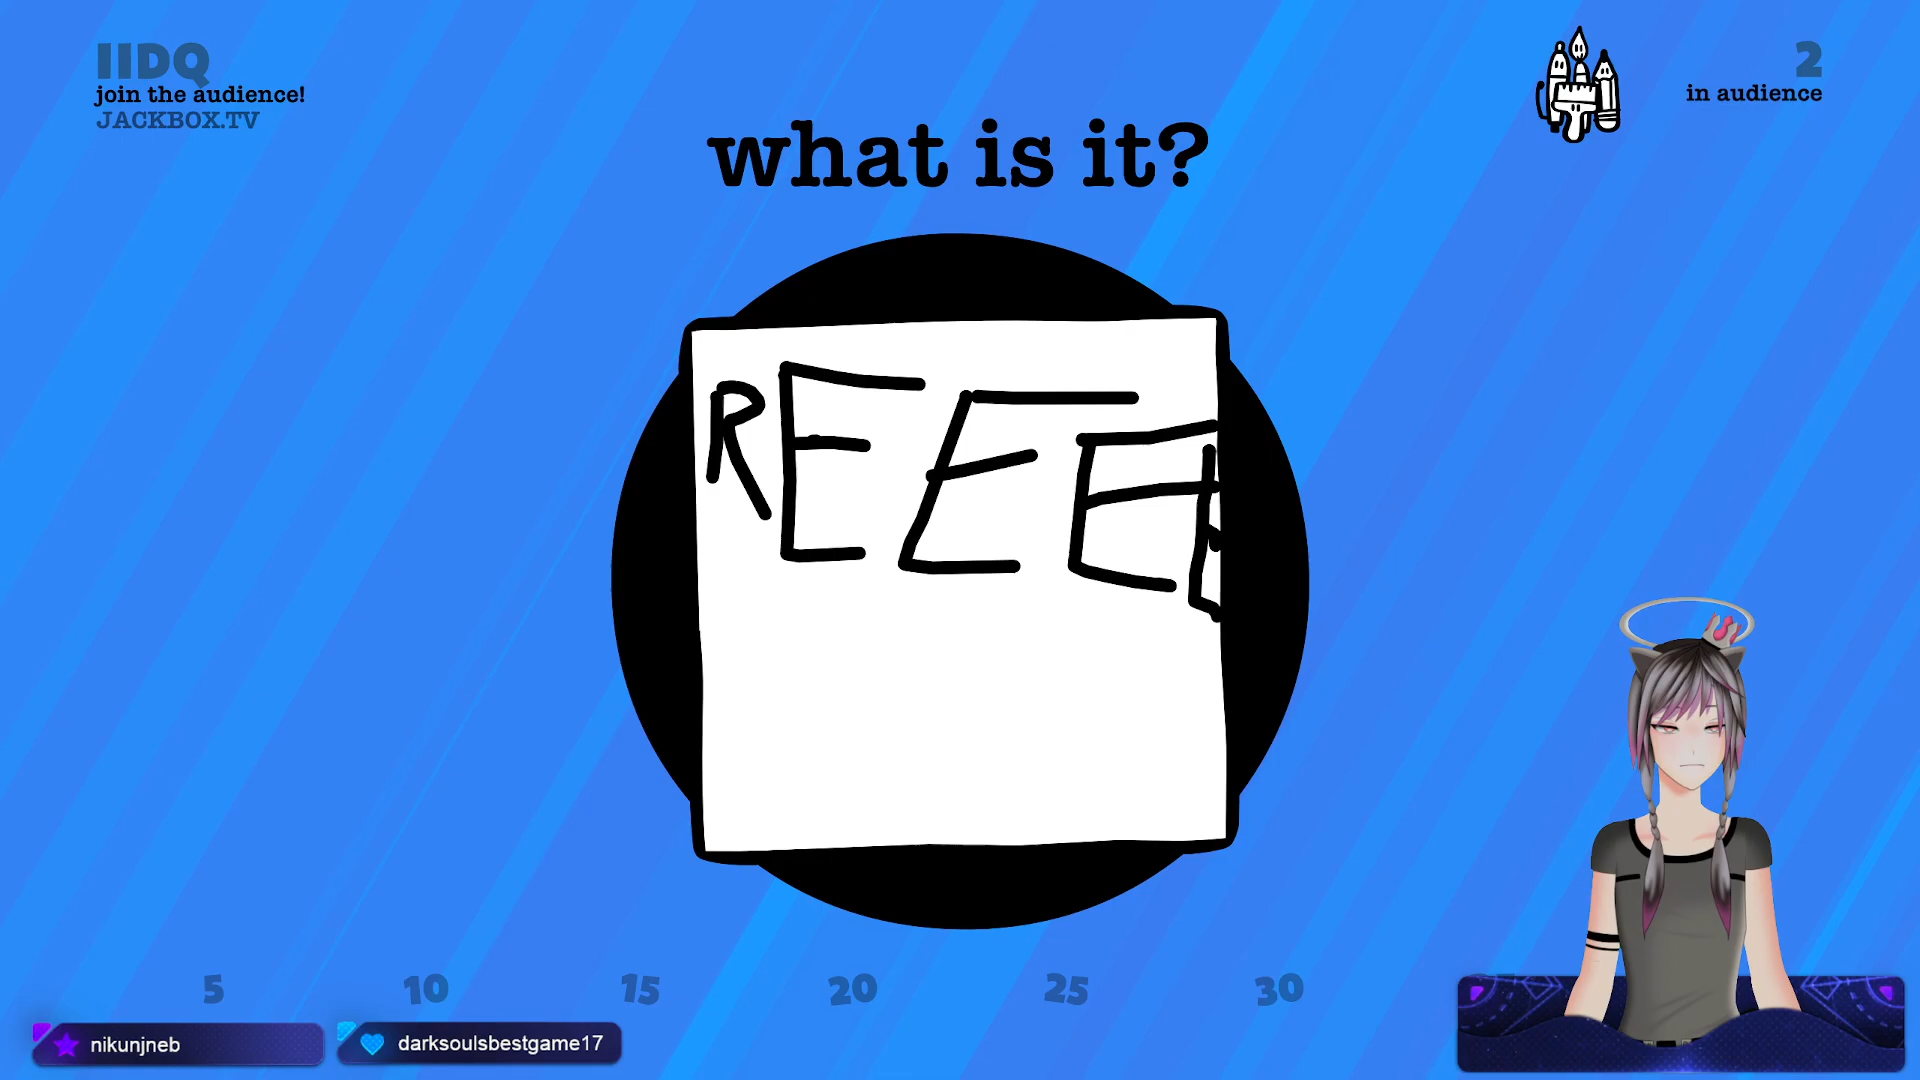 IIDQ
join the audience!
JACKBOX.TV
2
in audience
what is it?
REEEE
5 10 15 20 25 30
nikunjneb
darksoulsbestgame17